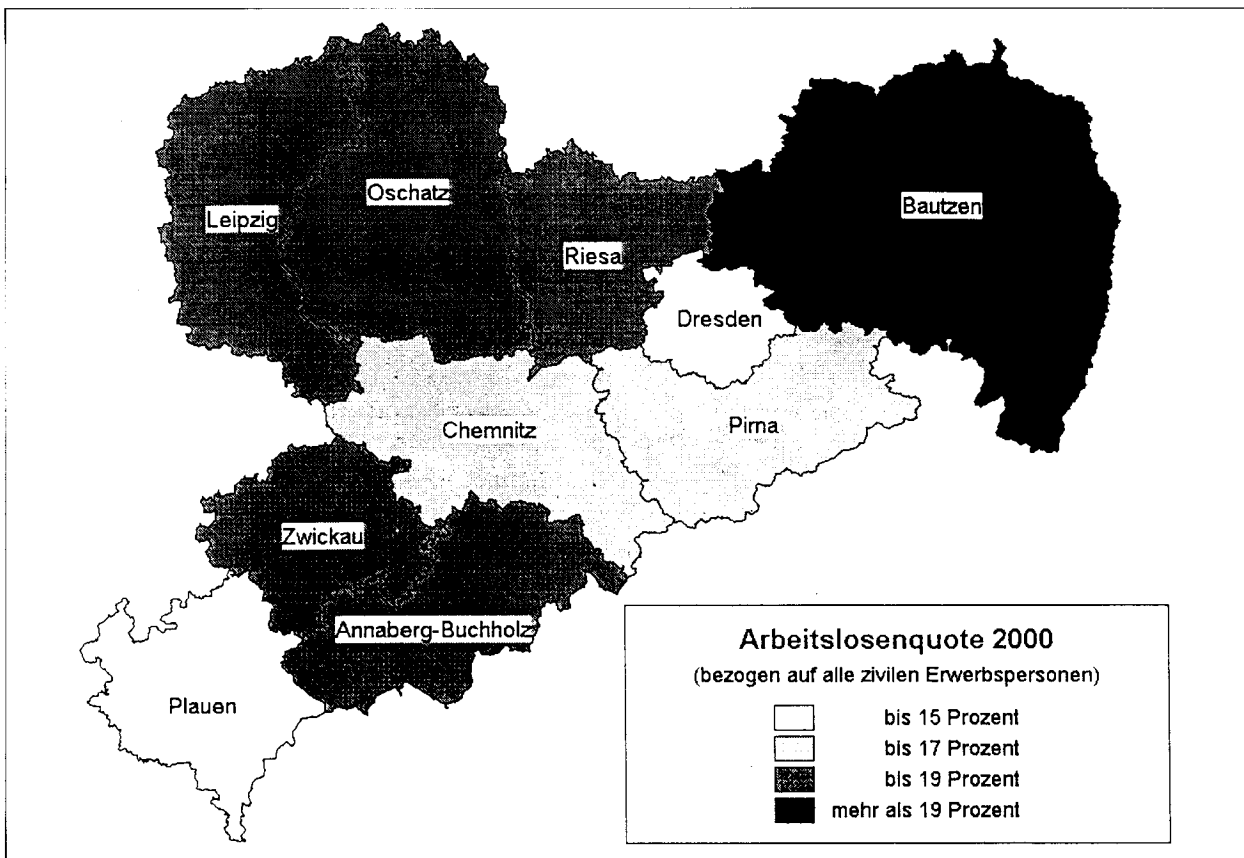 Oschatz
Bautzen
Leipzig
Riesa
Dresden
Pirna
Chemnitz
Zwickau
Annaberg-Buchholz
Plauen
Arbeitslosenquote 2000
(bezogen auf alle zivilen Erwerbspersonen)
bis 15 Prozent
bis 17 Prozent
bis 19 Prozent
mehr als 19 Prozent